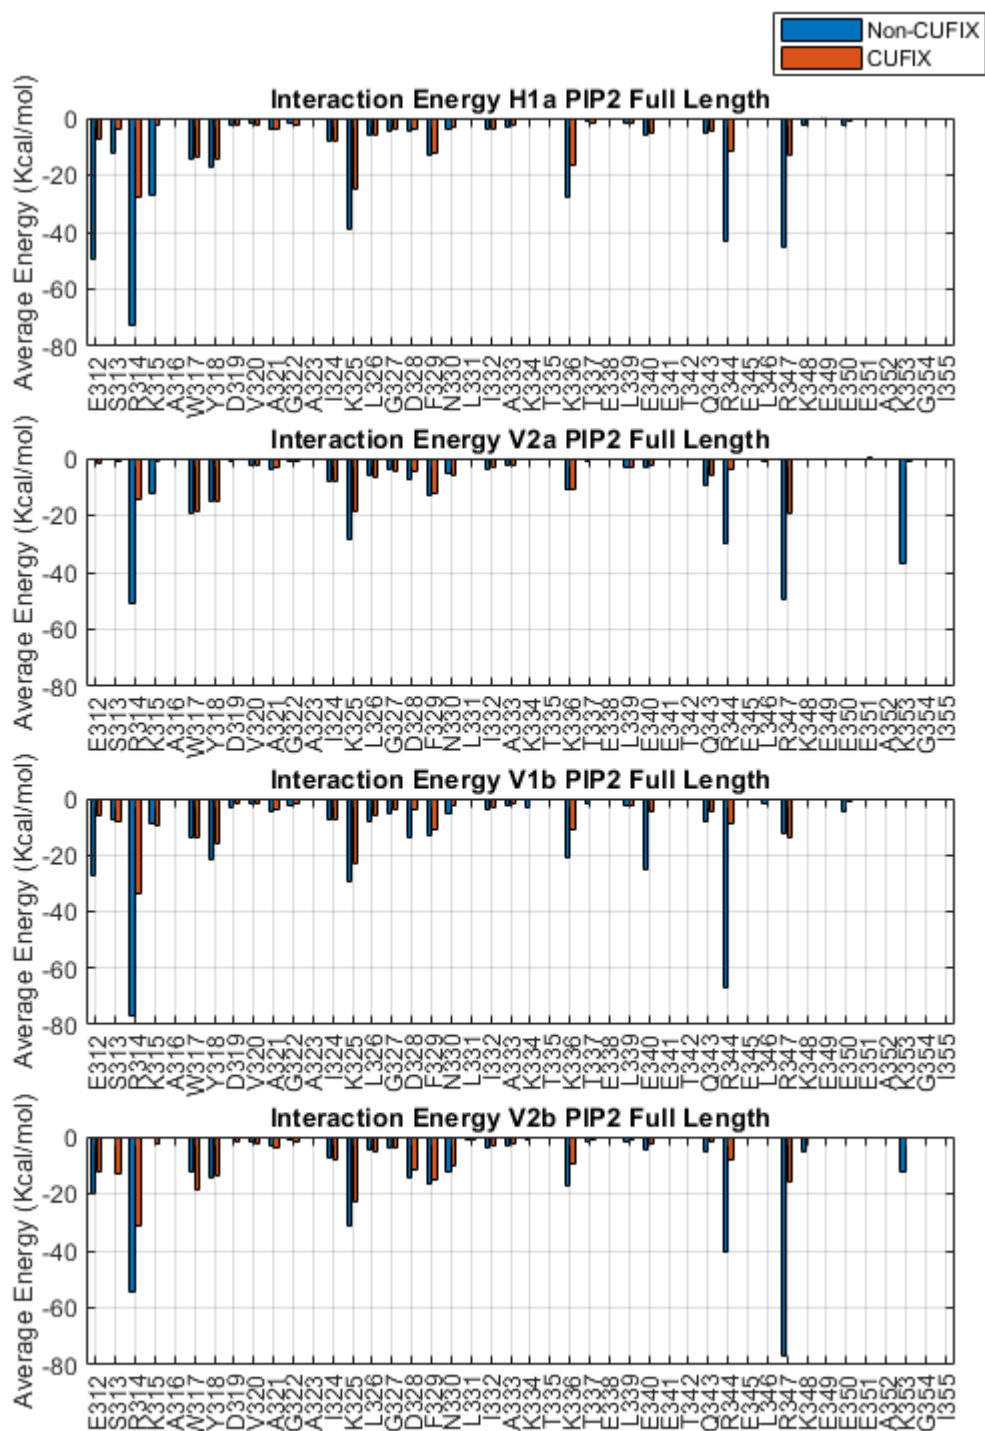 Non-CUFIX
CUFIX
Interaction Energy H1a PIP2 Full Length
Average Energy (Kcal/mol)
0
-20
-40
-60
-80
E312 S313 R314 K315 A316 W317 Y318 D319 V320 A321 G322 A323 I324 K325 L326 G327 D328 F329 N330 L331 I332 A333 K334 T335 K336 T337 E338 L339 E340 E341 T342 Q343 R344 E345 L346 R347 K348 E349 E350 E351 A352 K353 G354 I355
Interaction Energy V2a PIP2 Full Length
Average Energy (Kcal/mol)
0
-20
-40
-60
-80
E312 S313 R314 K315 A316 W317 Y318 D319 V320 A321 G322 A323 I324 K325 L326 G327 D328 F329 N330 L331 I332 A333 K334 T335 K336 T337 E338 L339 E340 E341 T342 Q343 R344 E345 L346 R347 K348 E349 E350 E351 A352 K353 G354 I355
Interaction Energy V1b PIP2 Full Length
Average Energy (Kcal/mol)
0
-20
-40
-60
-80
E312 S313 R314 K315 A316 W317 Y318 D319 V320 A321 G322 A323 I324 K325 L326 G327 D328 F329 N330 L331 I332 A333 K334 T335 K336 T337 E338 L339 E340 E341 T342 Q343 R344 E345 L346 R347 K348 E349 E350 E351 A352 K353 G354 I355
Interaction Energy V2b PIP2 Full Length
Average Energy (Kcal/mol)
0
-20
-40
-60
-80
E312 S313 R314 K315 A316 W317 Y318 D319 V320 A321 G322 A323 I324 K325 L326 G327 D328 F329 N330 L331 I332 A333 K334 T335 K336 T337 E338 L339 E340 E341 T342 Q343 R344 E345 L346 R347 K348 E349 E350 E351 A352 K353 G354 I355